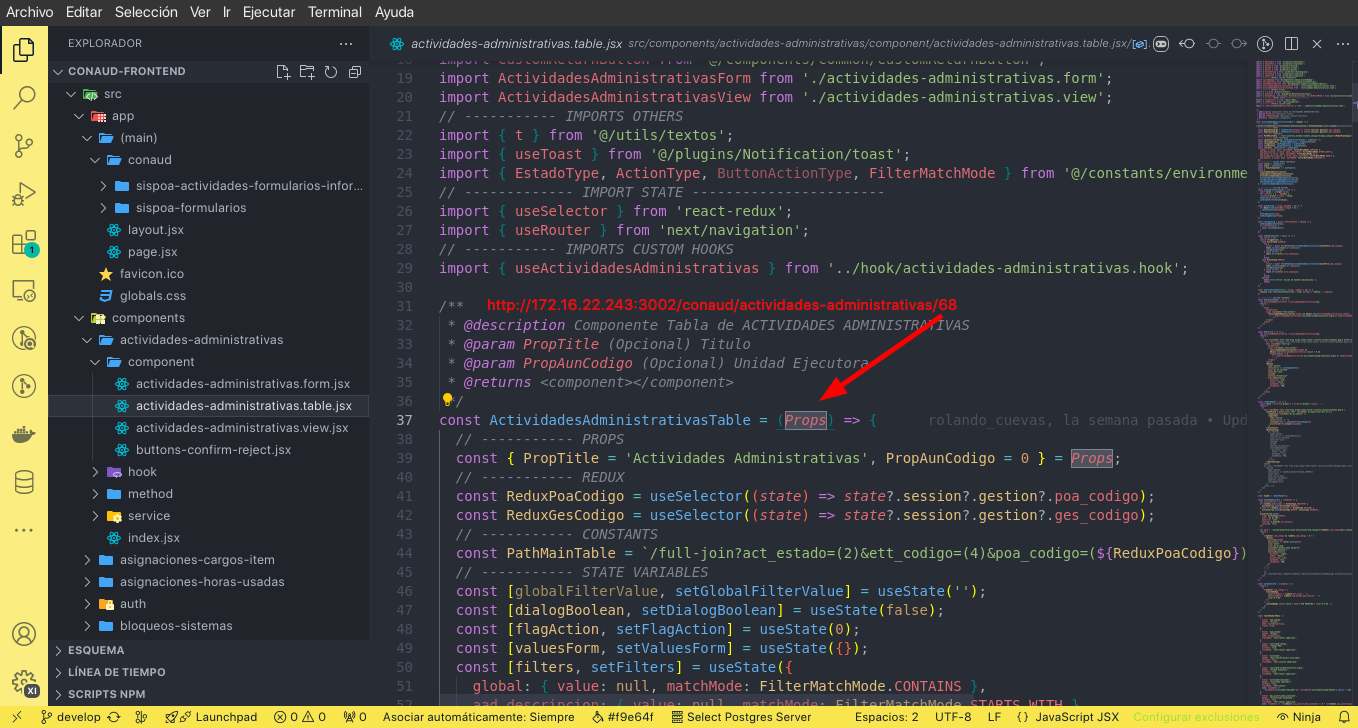 Archivo Editar Selección Ver Ir Ejecutar Terminal Ayuda
EXPLORADOR
CONAUD-FRONTEND
src
app
(main)
conaud
sispoa-actividades-formularios-infor...
sispoa-formularios
layout.jsx
page.jsx
favicon.ico
globals.css
components
actividades-administrativas
component
actividades-administrativas.form.jsx
actividades-administrativas.table.jsx
actividades-administrativas.view.jsx
buttons-confirm-reject.jsx
hook
method
service
index.jsx
asignaciones-cargos-item
asignaciones-horas-usadas
auth
bloqueos-sistemas
ESQUEMA
LÍNEA DE TIEMPO
SCRIPTS NPM
1
XI
actividades-administrativas.table.jsx src/components/actividades-administrativas/component/actividades-administrativas.table.jsx/
18 import CustomReturnButton from '@/components/common/CustomReturnButton';
19 import ActividadesAdministrativasForm from './actividades-administrativas.form';
20 import ActividadesAdministrativasView from './actividades-administrativas.view';
21 // ----------- IMPORTS OTHERS
22 import { t } from '@/utils/textos';
23 import { useToast } from '@/plugins/Notification/toast';
24 import { EstadoType, ActionType, ButtonActionType, FilterMatchMode } from '@/constants/environme
25 // ------------- IMPORT STATE -----------------------
26 import { useSelector } from 'react-redux';
27 import { useRouter } from 'next/navigation';
28 // ----------- IMPORTS CUSTOM HOOKS
29 import { useActividadesAdministrativas } from '../hook/actividades-administrativas.hook';
30
31 /** http://172.16.22.243:3002/conaud/actividades-administrativas/68
32 * @description Componente Tabla de ACTIVIDADES ADMINISTRATIVAS
33 * @param PropTitle (Opcional) Titulo
34 * @param PropAunCodigo (Opcional) Unidad Ejecutora
35 * @returns <component></component>
36 */
37 const ActividadesAdministrativasTable = (Props) => { rolando_cuevas, la semana pasada • Upd
38 // ----------- PROPS
39 const { PropTitle = 'Actividades Administrativas', PropAunCodigo = 0 } = Props;
40 // ----------- REDUX
41 const ReduxPoaCodigo = useSelector((state) => state?.session?.gestion?.poa_codigo);
42 const ReduxGesCodigo = useSelector((state) => state?.session?.gestion?.ges_codigo);
43 // ----------- CONSTANTS
44 const PathMainTable = `/full-join?act_estado=(2)&ett_codigo=(4)&poa_codigo=(${ReduxPoaCodigo})
45 // ----------- STATE VARIABLES
46 const [globalFilterValue, setGlobalFilterValue] = useState('');
47 const [dialogBoolean, setDialogBoolean] = useState(false);
48 const [flagAction, setFlagAction] = useState(0);
49 const [valuesForm, setValuesForm] = useState({});
50 const [filters, setFilters] = useState({
51 global: { value: null, matchMode: FilterMatchMode.CONTAINS },
52 aad_descripcion: { value: null, matchMode: FilterMatchMode.STARTS_WITH }
develop Launchpad 0 0 0 Asociar automáticamente: Siempre #f9e64f Select Postgres Server Espacios: 2 UTF-8 LF {} JavaScript JSX Configurar exclusiones Ninja